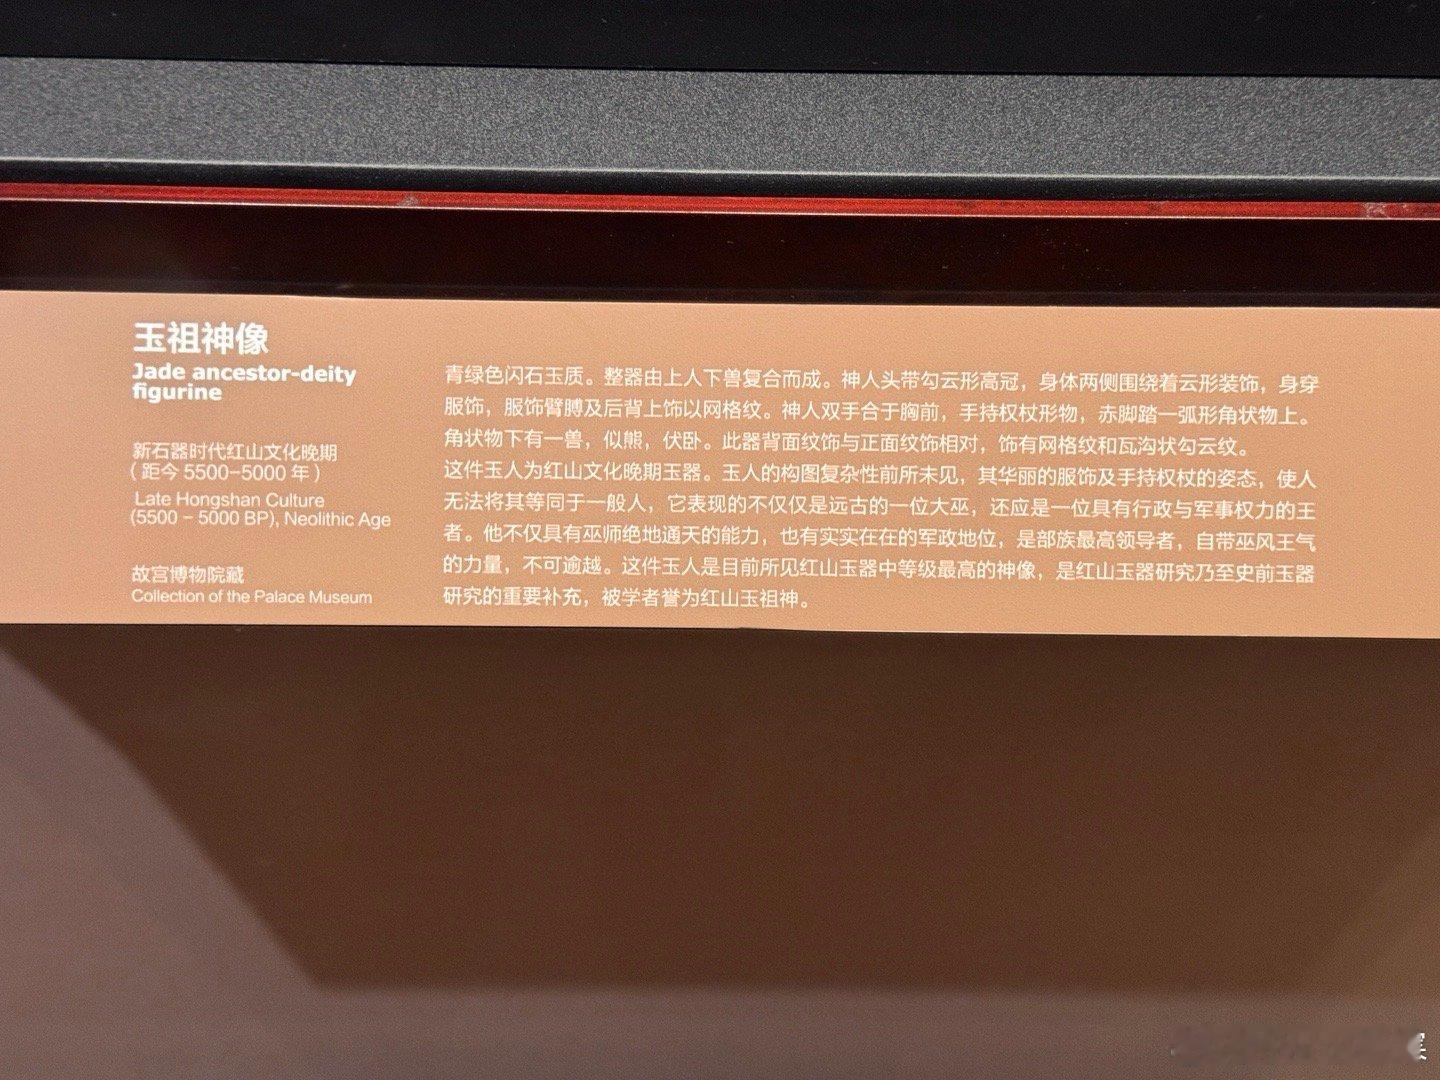 玉祖神像
Jade ancestor-deity
figurine
新石器时代红山文化晚期
（距今 5500-5000 年）
Late Hongshan Culture
(5500 – 5000 BP), Neolithic Age
故宫博物院藏
Collection of the Palace Museum
青绿色闪石玉质。整器由上人下兽复合而成。神人头带勾云形高冠，身体两侧围绕着云形装饰，身穿
服饰，服饰臂膊及后背上饰以网格纹。神人双手合于胸前，手持权杖形物，赤脚踏一弧形角状物上。
角状物下有一兽，似熊，伏卧。此器背面纹饰与正面纹饰相对，饰有网格纹和瓦沟状勾云纹。
这件玉人为红山文化晚期玉器。玉人的构图复杂性前所未见，其华丽的服饰及手持权杖的姿态，使人
无法将其等同于一般人，它表现的不仅仅是远古的一位大巫，还应是一位具有行政与军事权力的王
者。他不仅具有巫师绝地通天的能力，也有实实在在的军政地位，是部族最高领导者，自带巫风王气
的力量，不可逾越。这件玉人是目前所见红山玉器中等级最高的神像，是红山玉器研究乃至史前玉器
研究的重要补充，被学者誉为红山玉祖神。